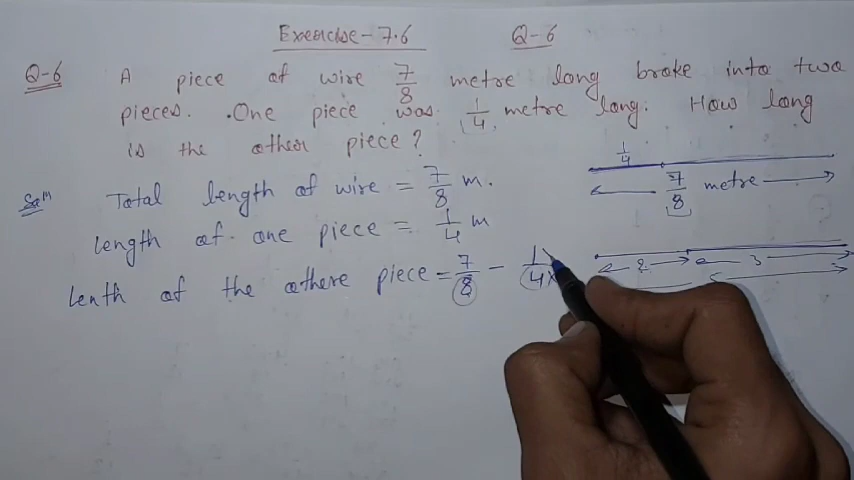 Exercise-7.6 Q-6
Q-6 A piece of wire 7/8 metre long broke into two
pieces. One piece was 1/4 metre long. How long
is the other piece?
1/4
7/8 metre
Soln Total length of wire = 7/8 m.
length of one piece = 1/4 m
Lenth of the othere piece = 7/8 - 1/4×
2 3
5